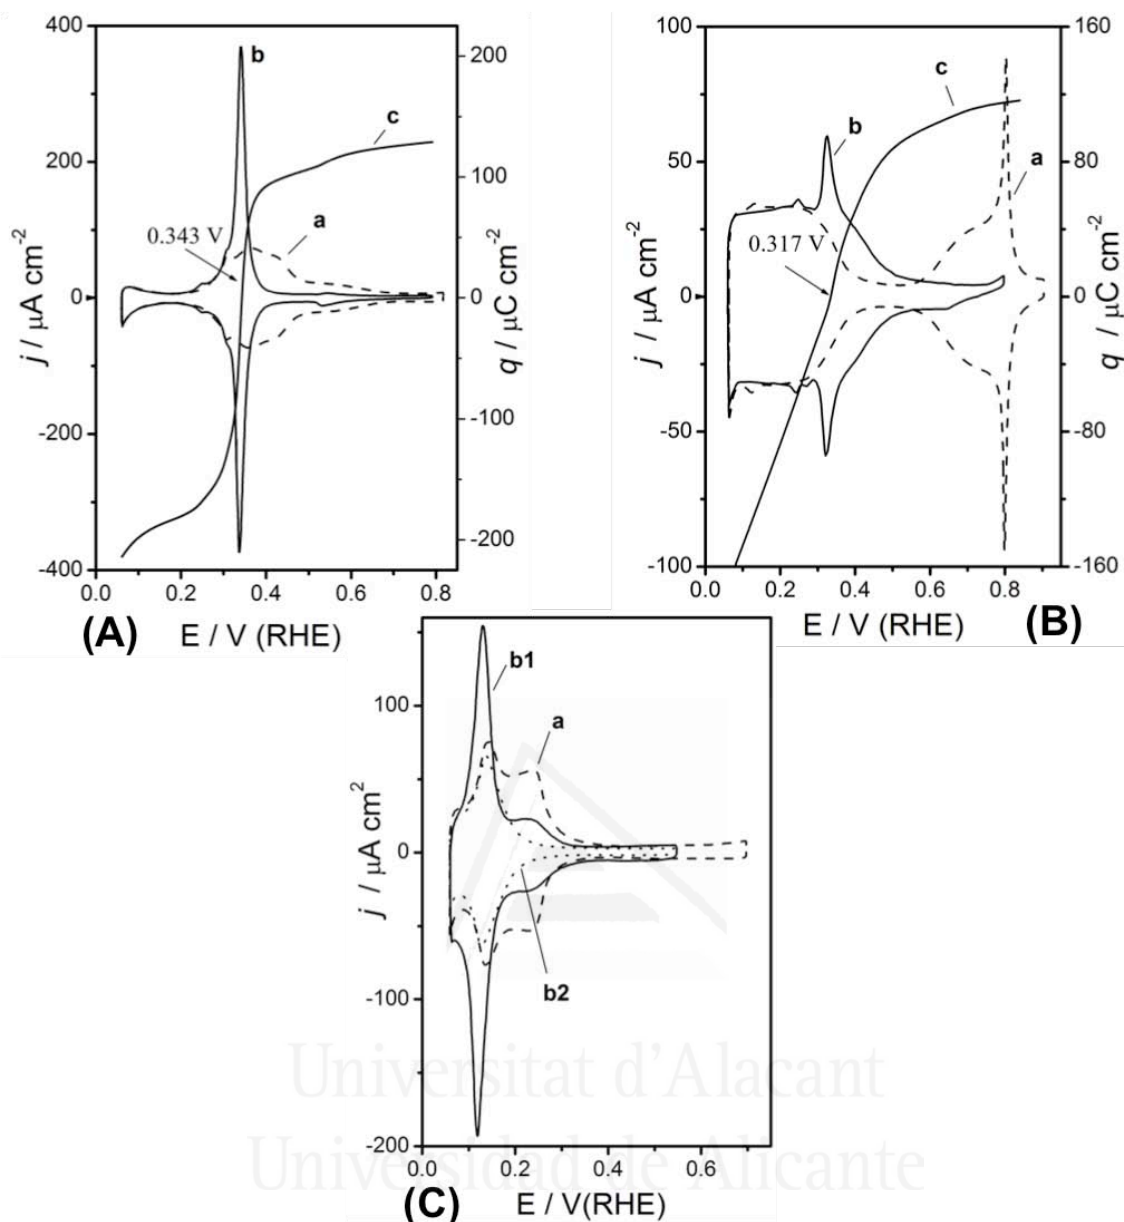 400
300
200
100
0
-100
-200
-300
-400
j / μA cm-2
200
100
0
-100
-200
q / μC cm-2
b
c
a
0.343 V
0.0 0.2 0.4 0.6 0.8
E / V (RHE)
(A)
100
50
0
-50
-100
j / μA cm-2
160
80
0
-80
-160
q / μC cm-2
c
b
a
0.317 V
0.0 0.2 0.4 0.6 0.8
E / V (RHE)
(B)
100
0
-100
-200
j / μA cm2
b1
a
b2
0.0 0.2 0.4 0.6
E / V(RHE)
(C)
Universitat d'Alacant
Universidad de Alicante